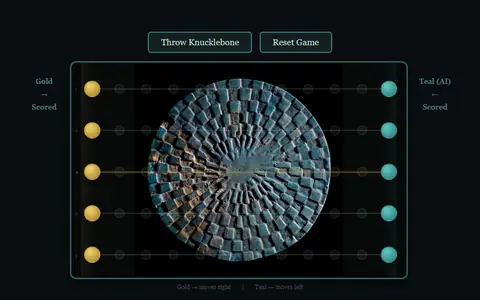 Throw Knucklebone
Reset Game
Gold
→
Scored
Teal (AI)
←
Scored
Gold — moves right | Teal — moves left